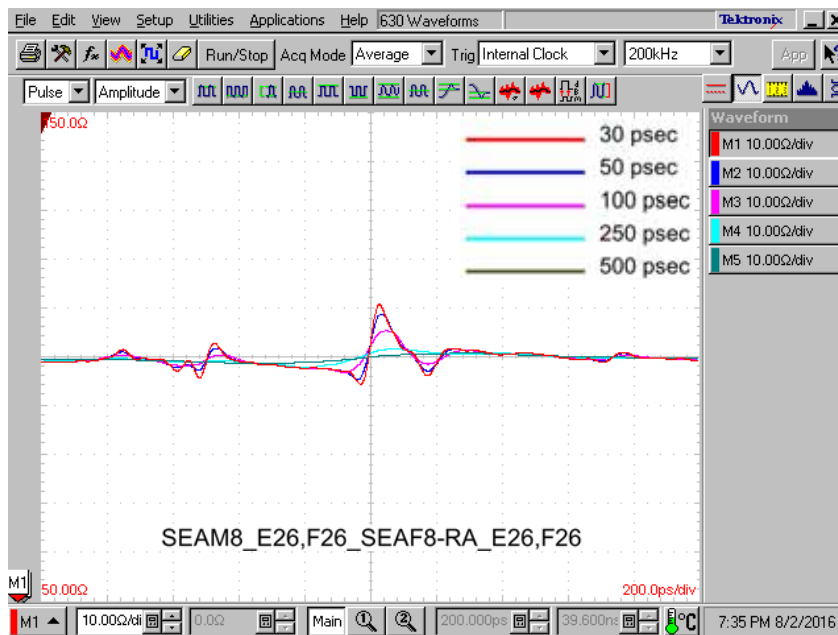 File Edit View Setup Utilities Applications Help 630 Waveforms Tektronix
Run/Stop Acq Mode Average Trig Internal Clock 200kHz App
Pulse Amplitude
Waveform
M1 10.00Ω/div
M2 10.00Ω/div
M3 10.00Ω/div
M4 10.00Ω/div
M5 10.00Ω/div
50.0Ω
30 psec
50 psec
100 psec
250 psec
500 psec
SEAM8_E26,F26_SEAF8-RA_E26,F26
M1
50.00Ω 200.0ps/div
M1 10.00Ω/di 0.0Ω Main 1 2 200.000ps 39.600ns °C 7:35 PM 8/2/2016